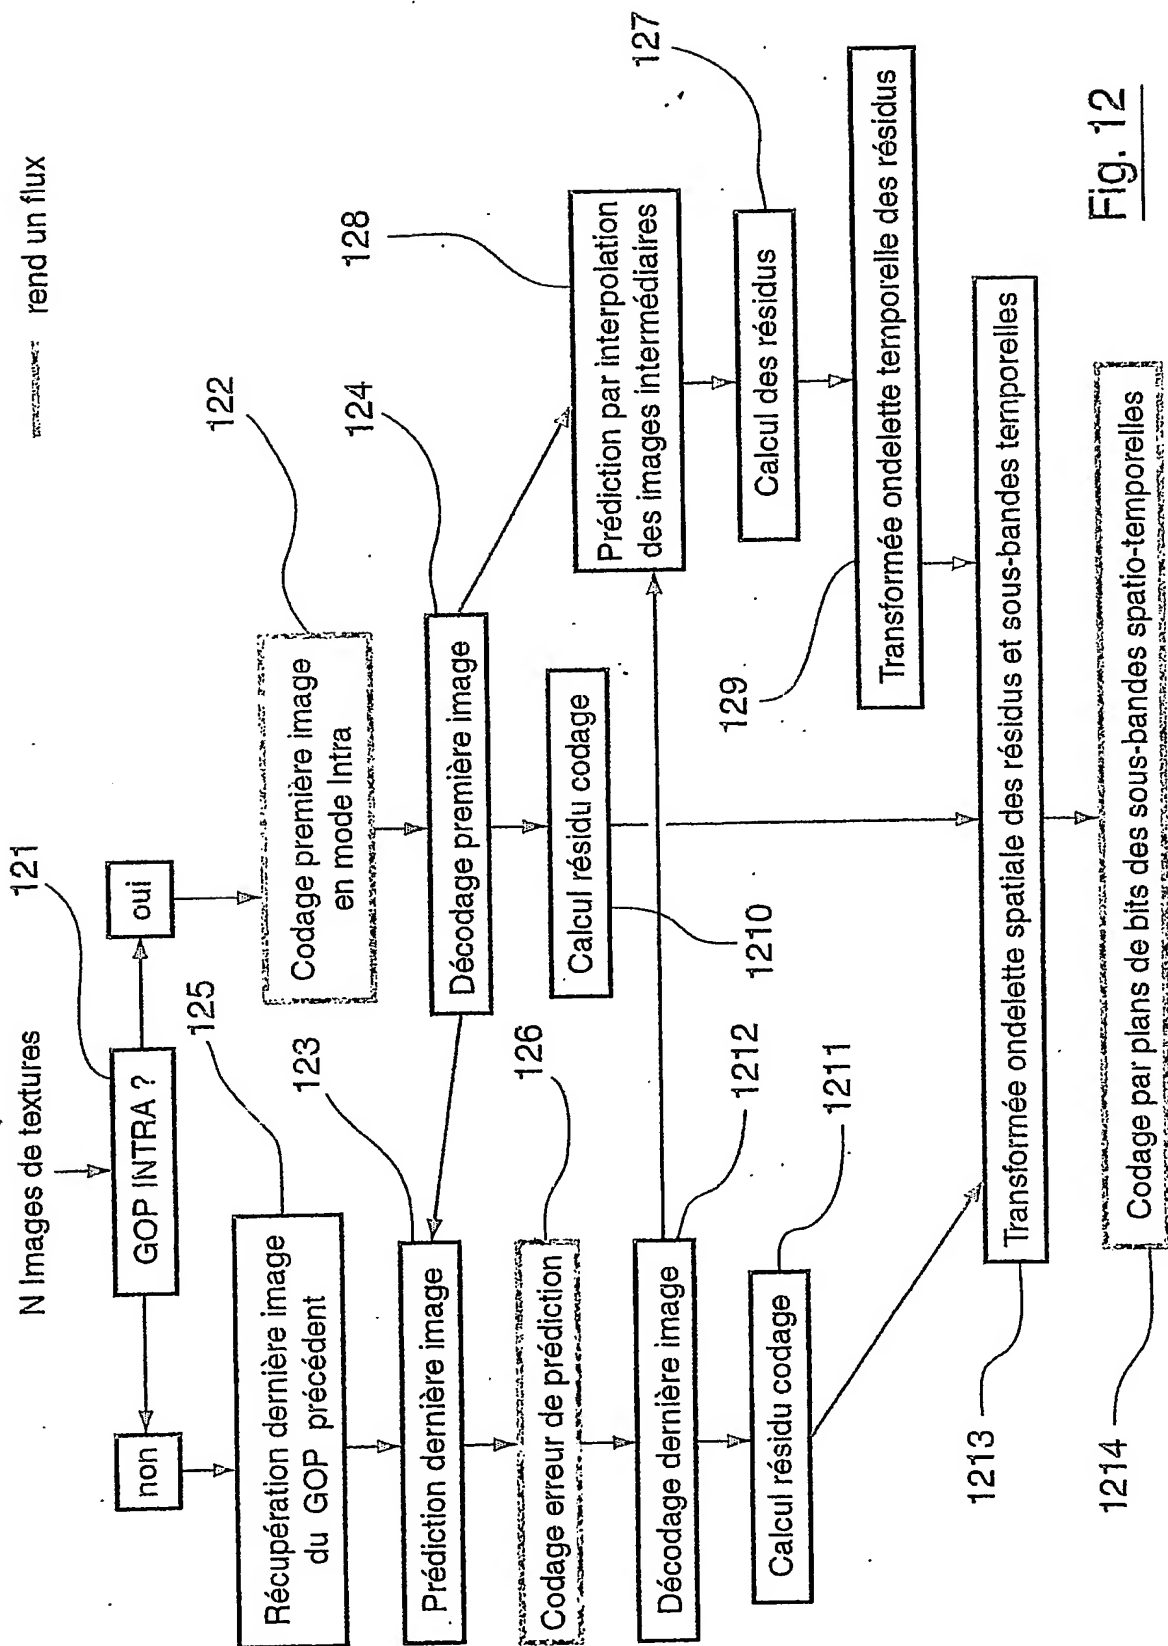 rend un flux
N Images de textures
121
GOP INTRA ?
non
oui
125
Récupération dernière image
du GOP précédent
122
Codage première image
en mode Intra
123
Prédiction dernière image
124
Décodage première image
126
Codage erreur de prédiction
Calcul résidu codage
1210
128
Prédiction par interpolation
des images intermédiaires
1212
Décodage dernière image
127
Calcul des résidus
1211
Calcul résidu codage
129
Transformée ondelette temporelle des résidus
1213
Transformée ondelette spatiale des résidus et sous-bandes temporelles
1214
Codage par plans de bits des sous-bandes spatio-temporelles
Fig. 12